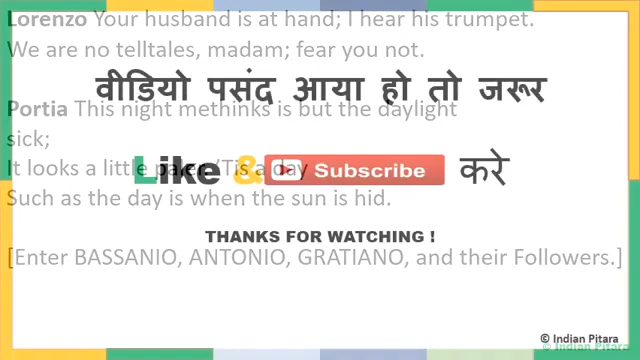 Lorenzo Your husband is at hand; I hear his trumpet.
We are no telltales, madam; fear you not.
वीडियो पसंद आया हो तो जरूर
Portia This night methinks is but the daylight
sick;
It looks a little paler. 'Tis a day
Like & Subscribe करे
Such as the day is when the sun is hid.
THANKS FOR WATCHING !
[Enter BASSANIO, ANTONIO, GRATIANO, and their Followers.]
© Indian Pitara
© Indian Pitara